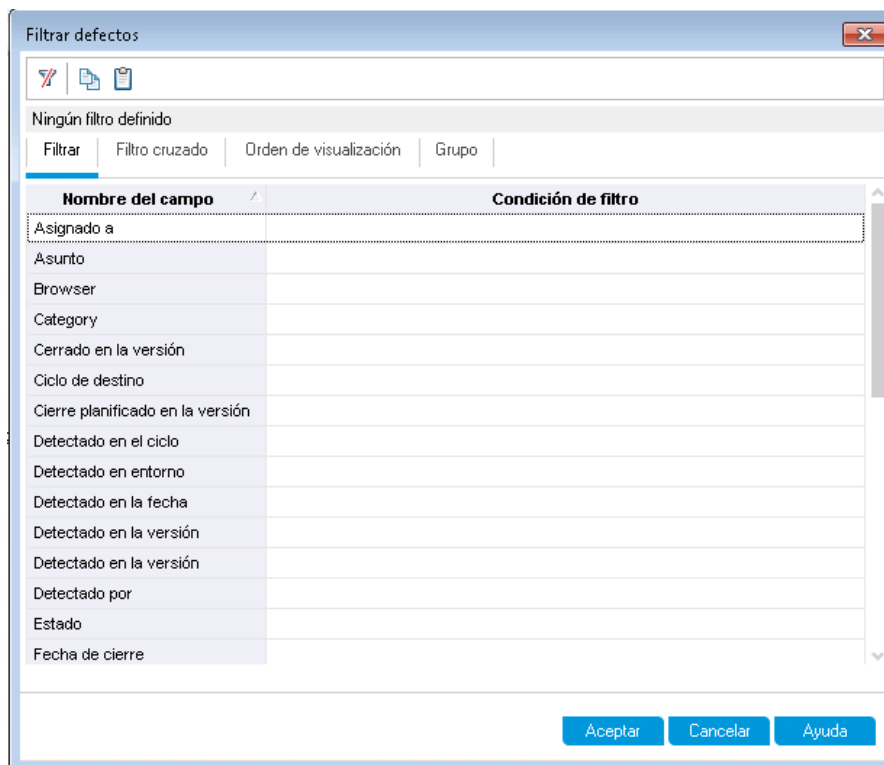 Filtrar defectos
Ningún filtro definido
Filtrar Filtro cruzado Orden de visualización Grupo
Nombre del campo Condición de filtro
Asignado a
Asunto
Browser
Category
Cerrado en la versión
Ciclo de destino
Cierre planificado en la versión
Detectado en el ciclo
Detectado en entorno
Detectado en la fecha
Detectado en la versión
Detectado en la versión
Detectado por
Estado
Fecha de cierre
Aceptar Cancelar Ayuda